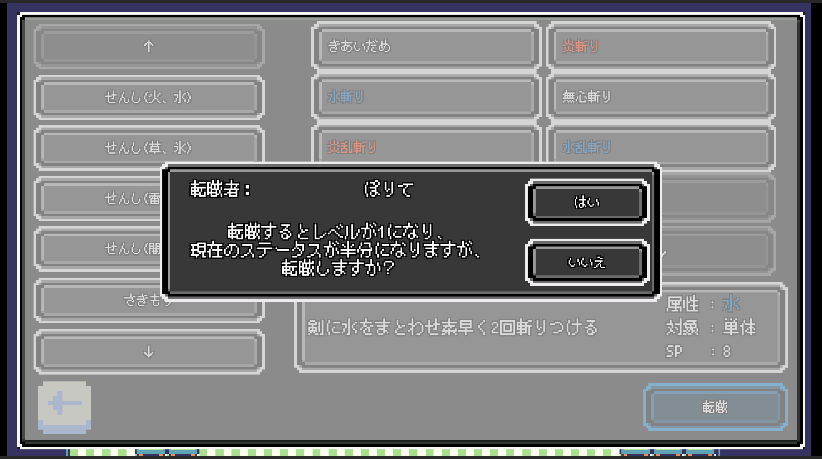 ↑
せんし(火、水)
せんし(草、氷)
せんし(雷
せんし(闇
さきもり
↓
きあいだめ
炎斬り
水斬り
無心斬り
炎乱斬り
水乱斬り
転職者: ぽりて
転職するとレベルが1になり、
現在のステータスが半分になりますが、
転職しますか?
はい
いいえ
剣に水をまとわせ素早く2回斬りつける
属性 : 水
対象 : 単体
SP : 8
転職